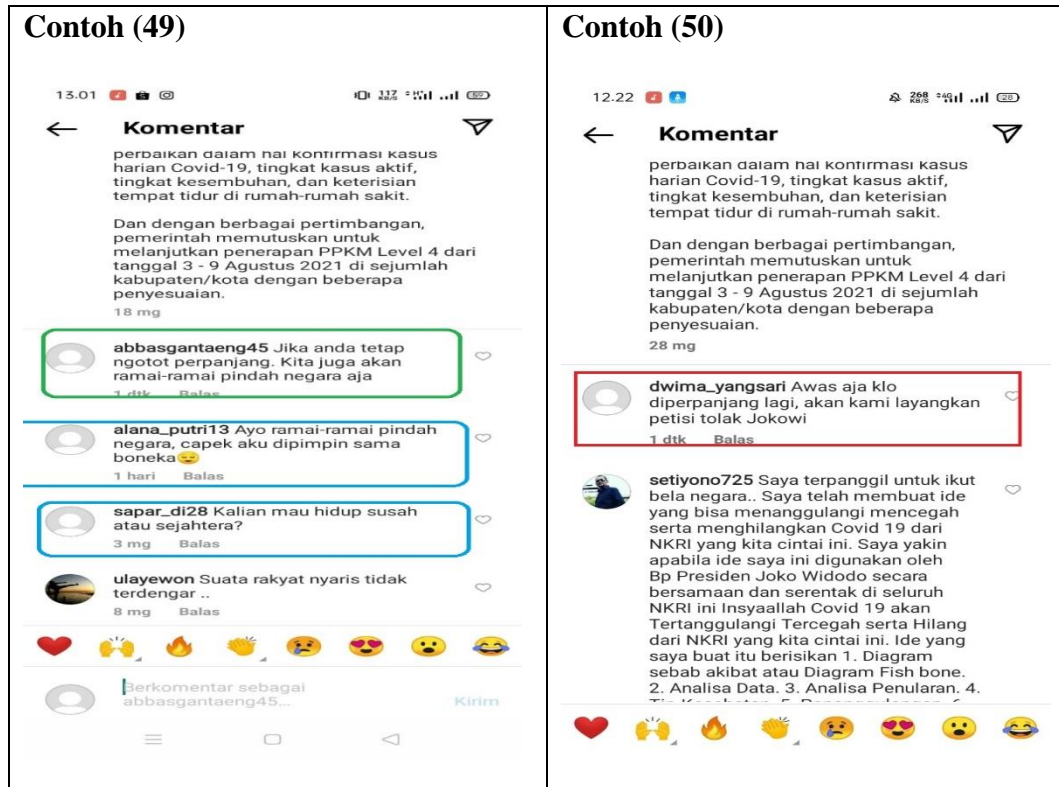 Contoh (49)
13.01
117
KB/S
59
Komentar
perbaikan dalam hal konfirmasi kasus
harian Covid-19, tingkat kasus aktif,
tingkat kesembuhan, dan keterisian
tempat tidur di rumah-rumah sakit.
Dan dengan berbagai pertimbangan,
pemerintah memutuskan untuk
melanjutkan penerapan PPKM Level 4 dari
tanggal 3 - 9 Agustus 2021 di sejumlah
kabupaten/kota dengan beberapa
penyesuaian.
18 mg
abbasgantaeng45 Jika anda tetap
ngotot perpanjang. Kita juga akan
ramai-ramai pindah negara aja
1 dtk Balas
alana_putri13 Ayo ramai-ramai pindah
negara, capek aku dipimpin sama
boneka😔
1 hari Balas
sapar_di28 Kalian mau hidup susah
atau sejahtera?
3 mg Balas
ulayewon Suata rakyat nyaris tidak
terdengar ..
8 mg Balas
Berkomentar sebagai
abbasgantaeng45...
Kirim
Contoh (50)
12.22
268
KB/S
4G
28
Komentar
perbaikan dalam hal konfirmasi kasus
harian Covid-19, tingkat kasus aktif,
tingkat kesembuhan, dan keterisian
tempat tidur di rumah-rumah sakit.
Dan dengan berbagai pertimbangan,
pemerintah memutuskan untuk
melanjutkan penerapan PPKM Level 4 dari
tanggal 3 - 9 Agustus 2021 di sejumlah
kabupaten/kota dengan beberapa
penyesuaian.
28 mg
dwima_yangsari Awas aja klo
diperpanjang lagi, akan kami layangkan
petisi tolak Jokowi
1 dtk Balas
setiyono725 Saya terpanggil untuk ikut
bela negara.. Saya telah membuat ide
yang bisa menanggulangi mencegah
serta menghilangkan Covid 19 dari
NKRI yang kita cintai ini. Saya yakin
apabila ide saya ini digunakan oleh
Bp Presiden Joko Widodo secara
bersamaan dan serentak di seluruh
NKRI ini Insyaallah Covid 19 akan
Tertanggulangi Tercegah serta Hilang
dari NKRI yang kita cintai ini. Ide yang
saya buat itu berisikan 1. Diagram
sebab akibat atau Diagram Fish bone.
2. Analisa Data. 3. Analisa Penularan. 4.